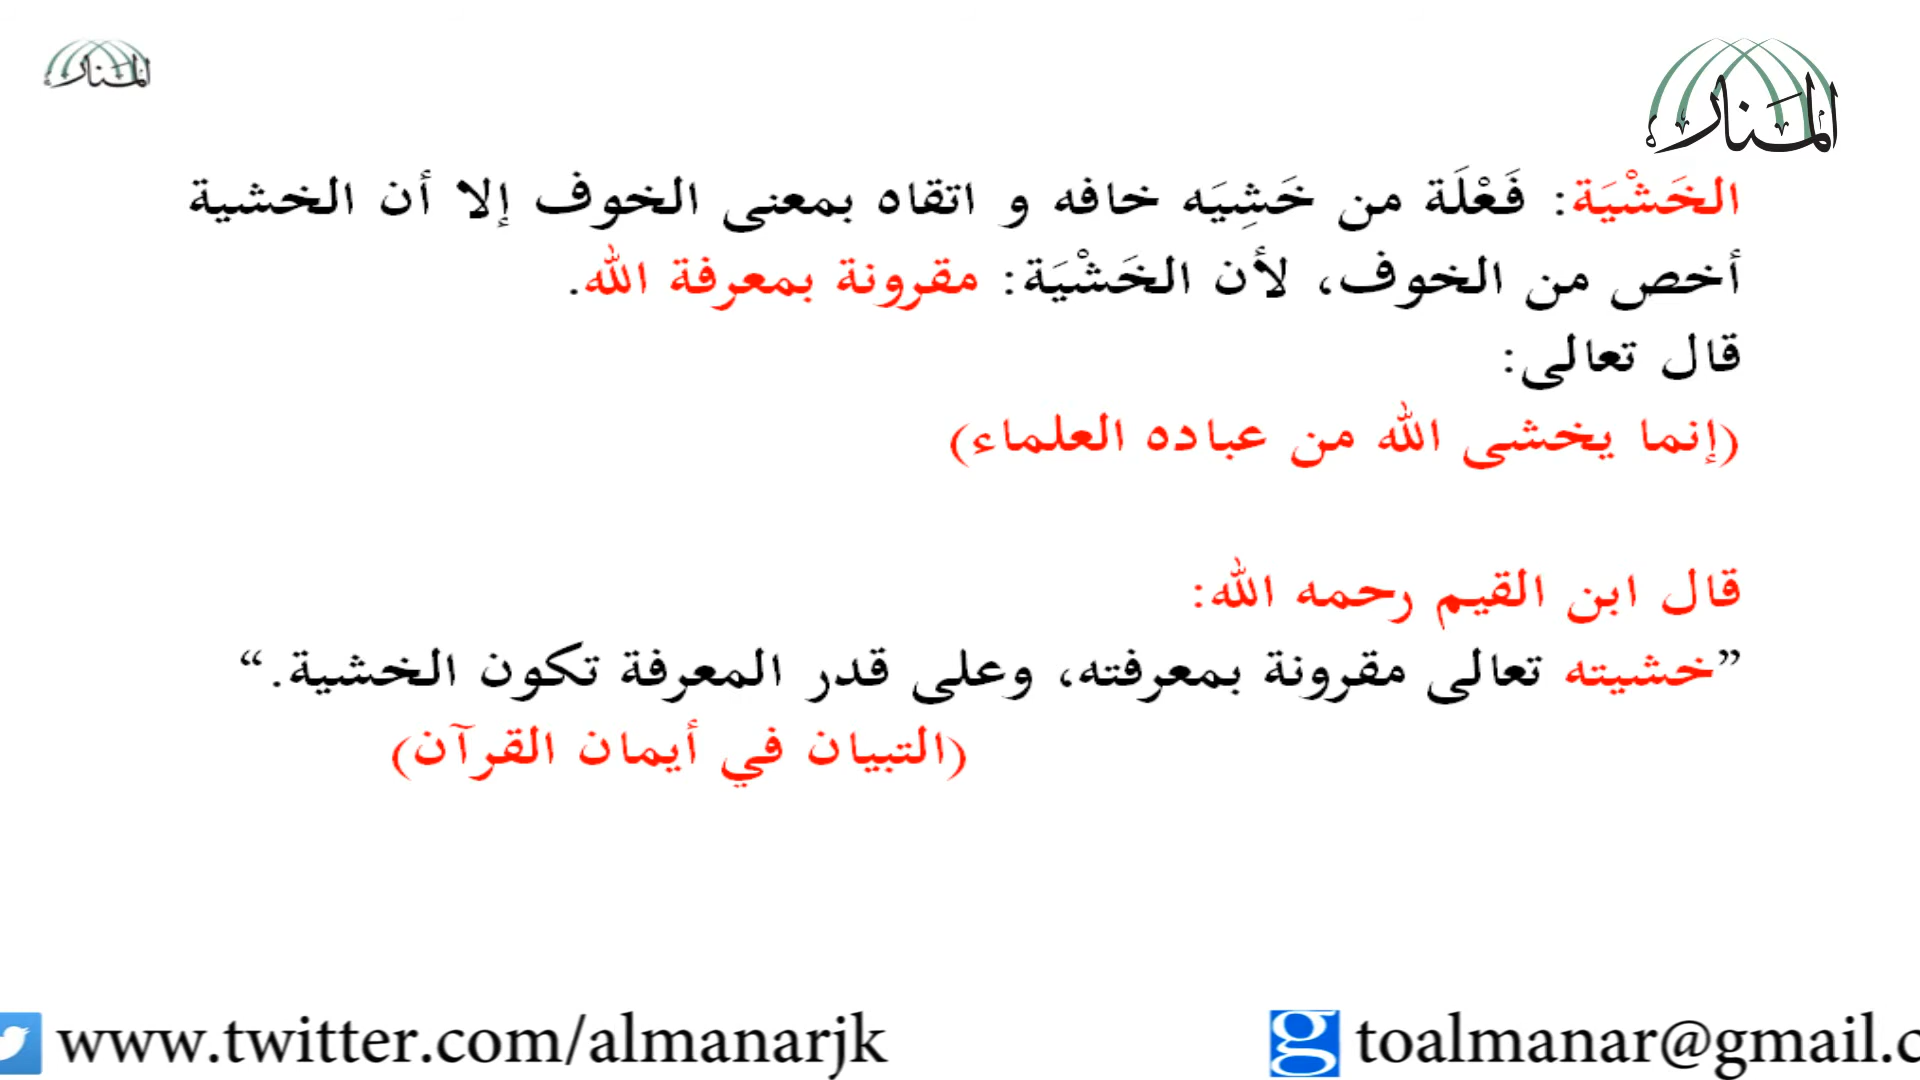 المنار
المنار
الخَشْيَة: فَعْلَة من خَشِيَه خافه و اتقاه بمعنى الخوف إلا أن الخشية
أخص من الخوف، لأن الخَشْيَة: مقرونة بمعرفة الله.
قال تعالى:
(إنما يخشى الله من عباده العلماء)
قال ابن القيم رحمه الله:
”خشيته تعالى مقرونة بمعرفته، وعلى قدر المعرفة تكون الخشية.“
(التبيان في أيمان القرآن)
www.twitter.com/almanarjk
toalmanar@gmail.c